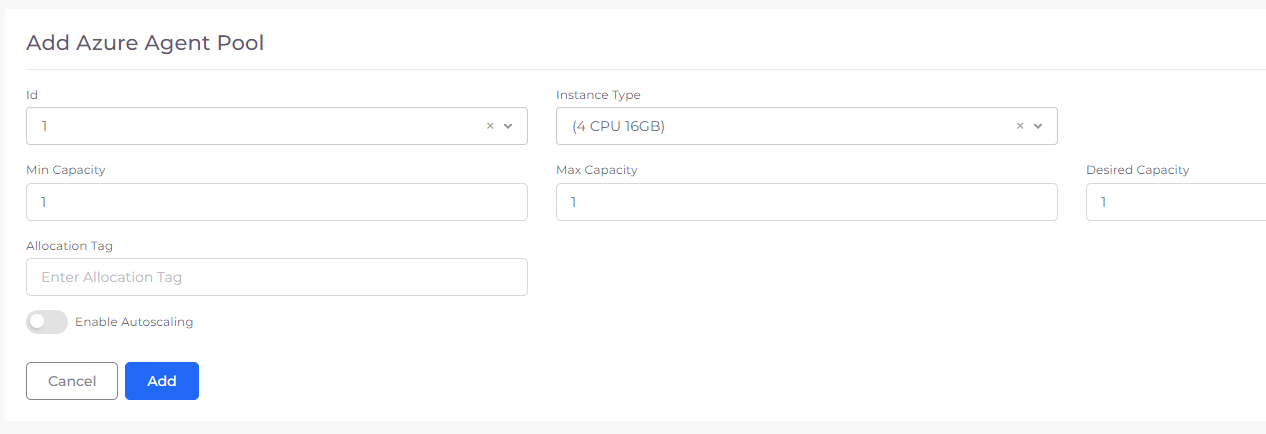 Add Azure Agent Pool
Id Instance Type
1 × (4 CPU 16GB) ×
Min Capacity Max Capacity Desired Capacity
1 1 1
Allocation Tag
Enter Allocation Tag
Enable Autoscaling
Cancel Add